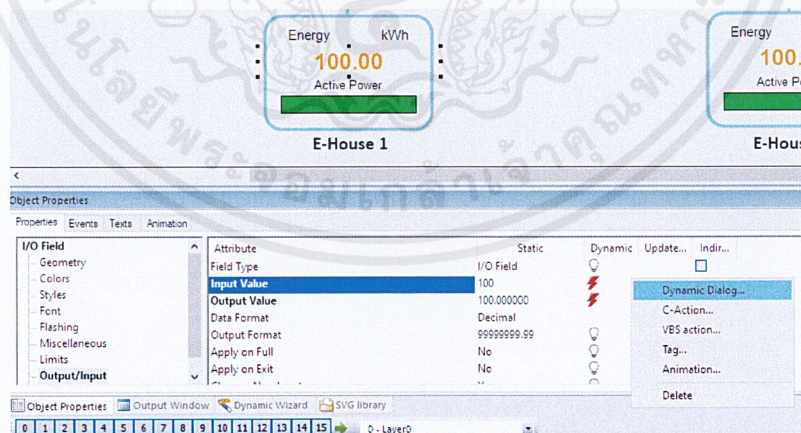 Energy kWh
100.00
Active Power
E-House 1
Energy
100.
Active Po
E-Hous
Object Properties
Properties Events Texts Animation
I/O Field
Geometry
Colors
Styles
Font
Flashing
Miscellaneous
Limits
Output/Input
Attribute Static Dynamic Update... Indir...
Field Type I/O Field
Input Value 100
Output Value 100.000000
Data Format Decimal
Output Format 99999999.99
Apply on Full No
Apply on Exit No
Dynamic Dialog...
C-Action...
VBS action...
Tag...
Animation...
Delete
Object Properties Output Window Dynamic Wizard SVG library
0 1 2 3 4 5 6 7 8 9 10 11 12 13 14 15 0 - Layer0